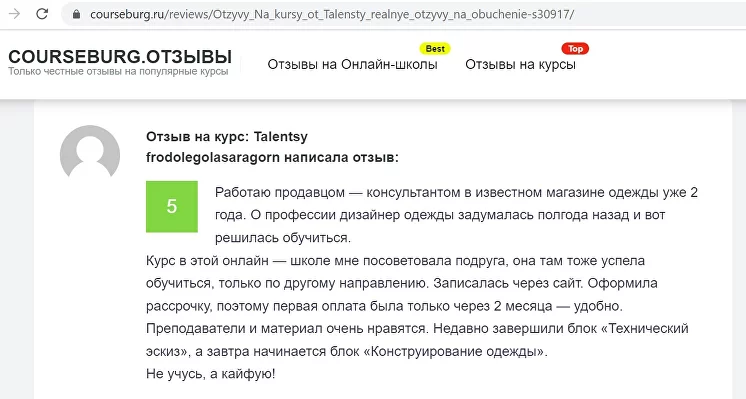 courseburg.ru/reviews/Otzyvy_Na_kursy_ot_Talensty_realnye_otzyvy_na_obuchenie-s30917/
COURSEBURG.ОТЗЫВЫ
Только честные отзывы на популярные курсы
Отзывы на Онлайн-школы
Best
Отзывы на курсы
Top
Отзыв на курс: Talentsy
frodolegolasaragorn написала отзыв:
5
Работаю продавцом — консультантом в известном магазине одежды уже 2
года. О профессии дизайнер одежды задумалась полгода назад и вот
решилась обучиться.
Курс в этой онлайн — школе мне посоветовала подруга, она там тоже успела
обучиться, только по другому направлению. Записалась через сайт. Оформила
рассрочку, поэтому первая оплата была только через 2 месяца — удобно.
Преподаватели и материал очень нравятся. Недавно завершили блок «Технический
эскиз», а завтра начинается блок «Конструирование одежды».
Не учусь, а кайфую!